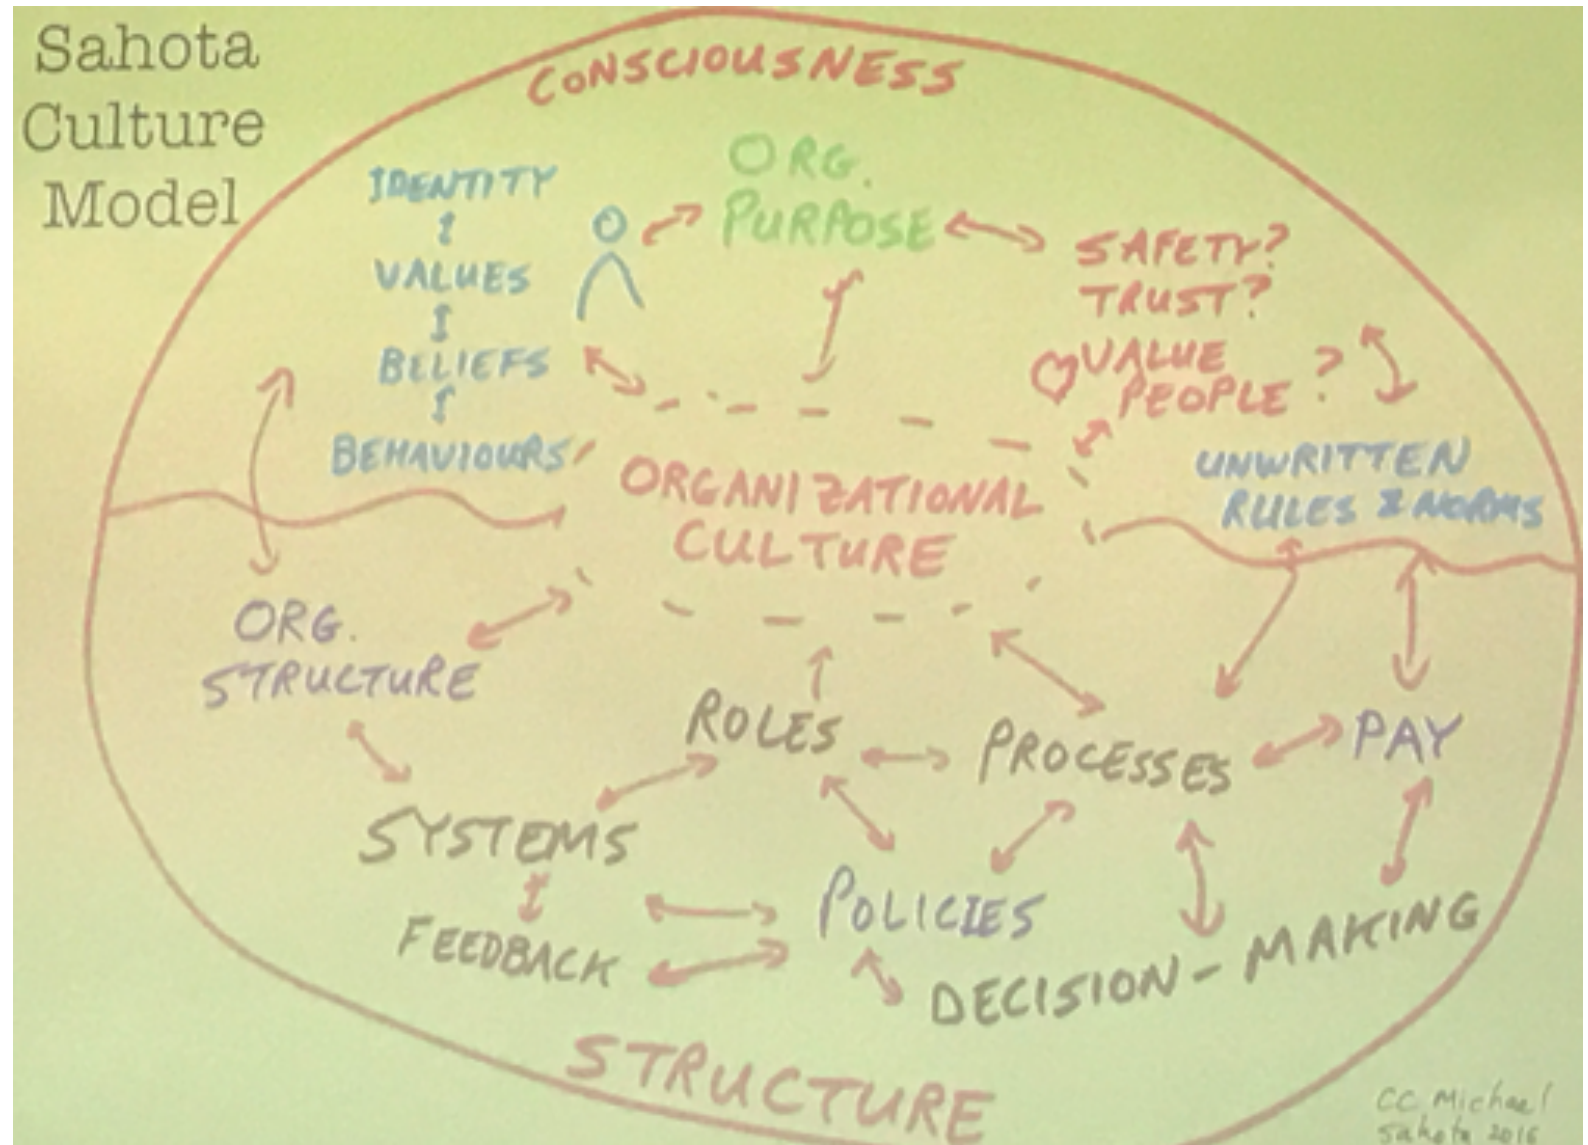 Sahota
Culture
Model
CONSCIOUSNESS
ORG.
PURPOSE
IDENTITY
VALUES
BELIEFS
BEHAVIOURS
SAFETY?
TRUST?
VALUE
PEOPLE?
UNWRITTEN
RULES & NORMS
ORGANIZATIONAL
CULTURE
ORG.
STRUCTURE
ROLES
PROCESSES
PAY
SYSTEMS
FEEDBACK
POLICIES
DECISION-MAKING
STRUCTURE
CC Michael
Sahota 2016